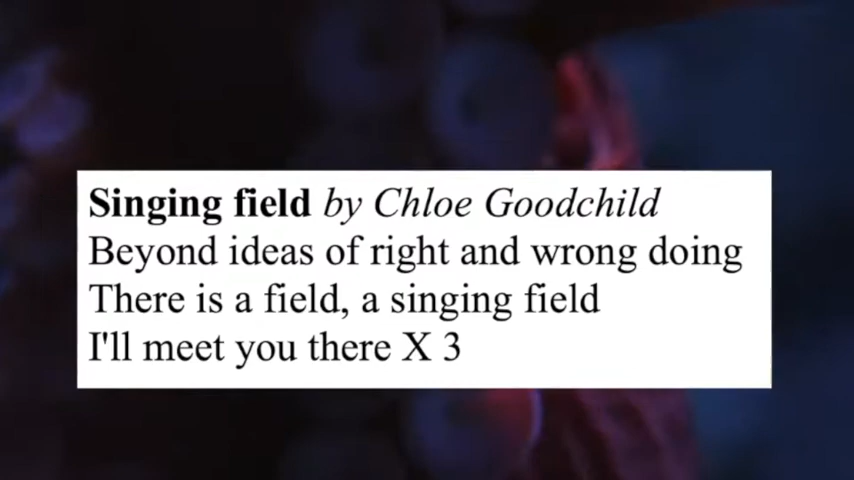 Singing field by Chloe Goodchild
Beyond ideas of right and wrong doing
There is a field, a singing field
I'll meet you there X 3